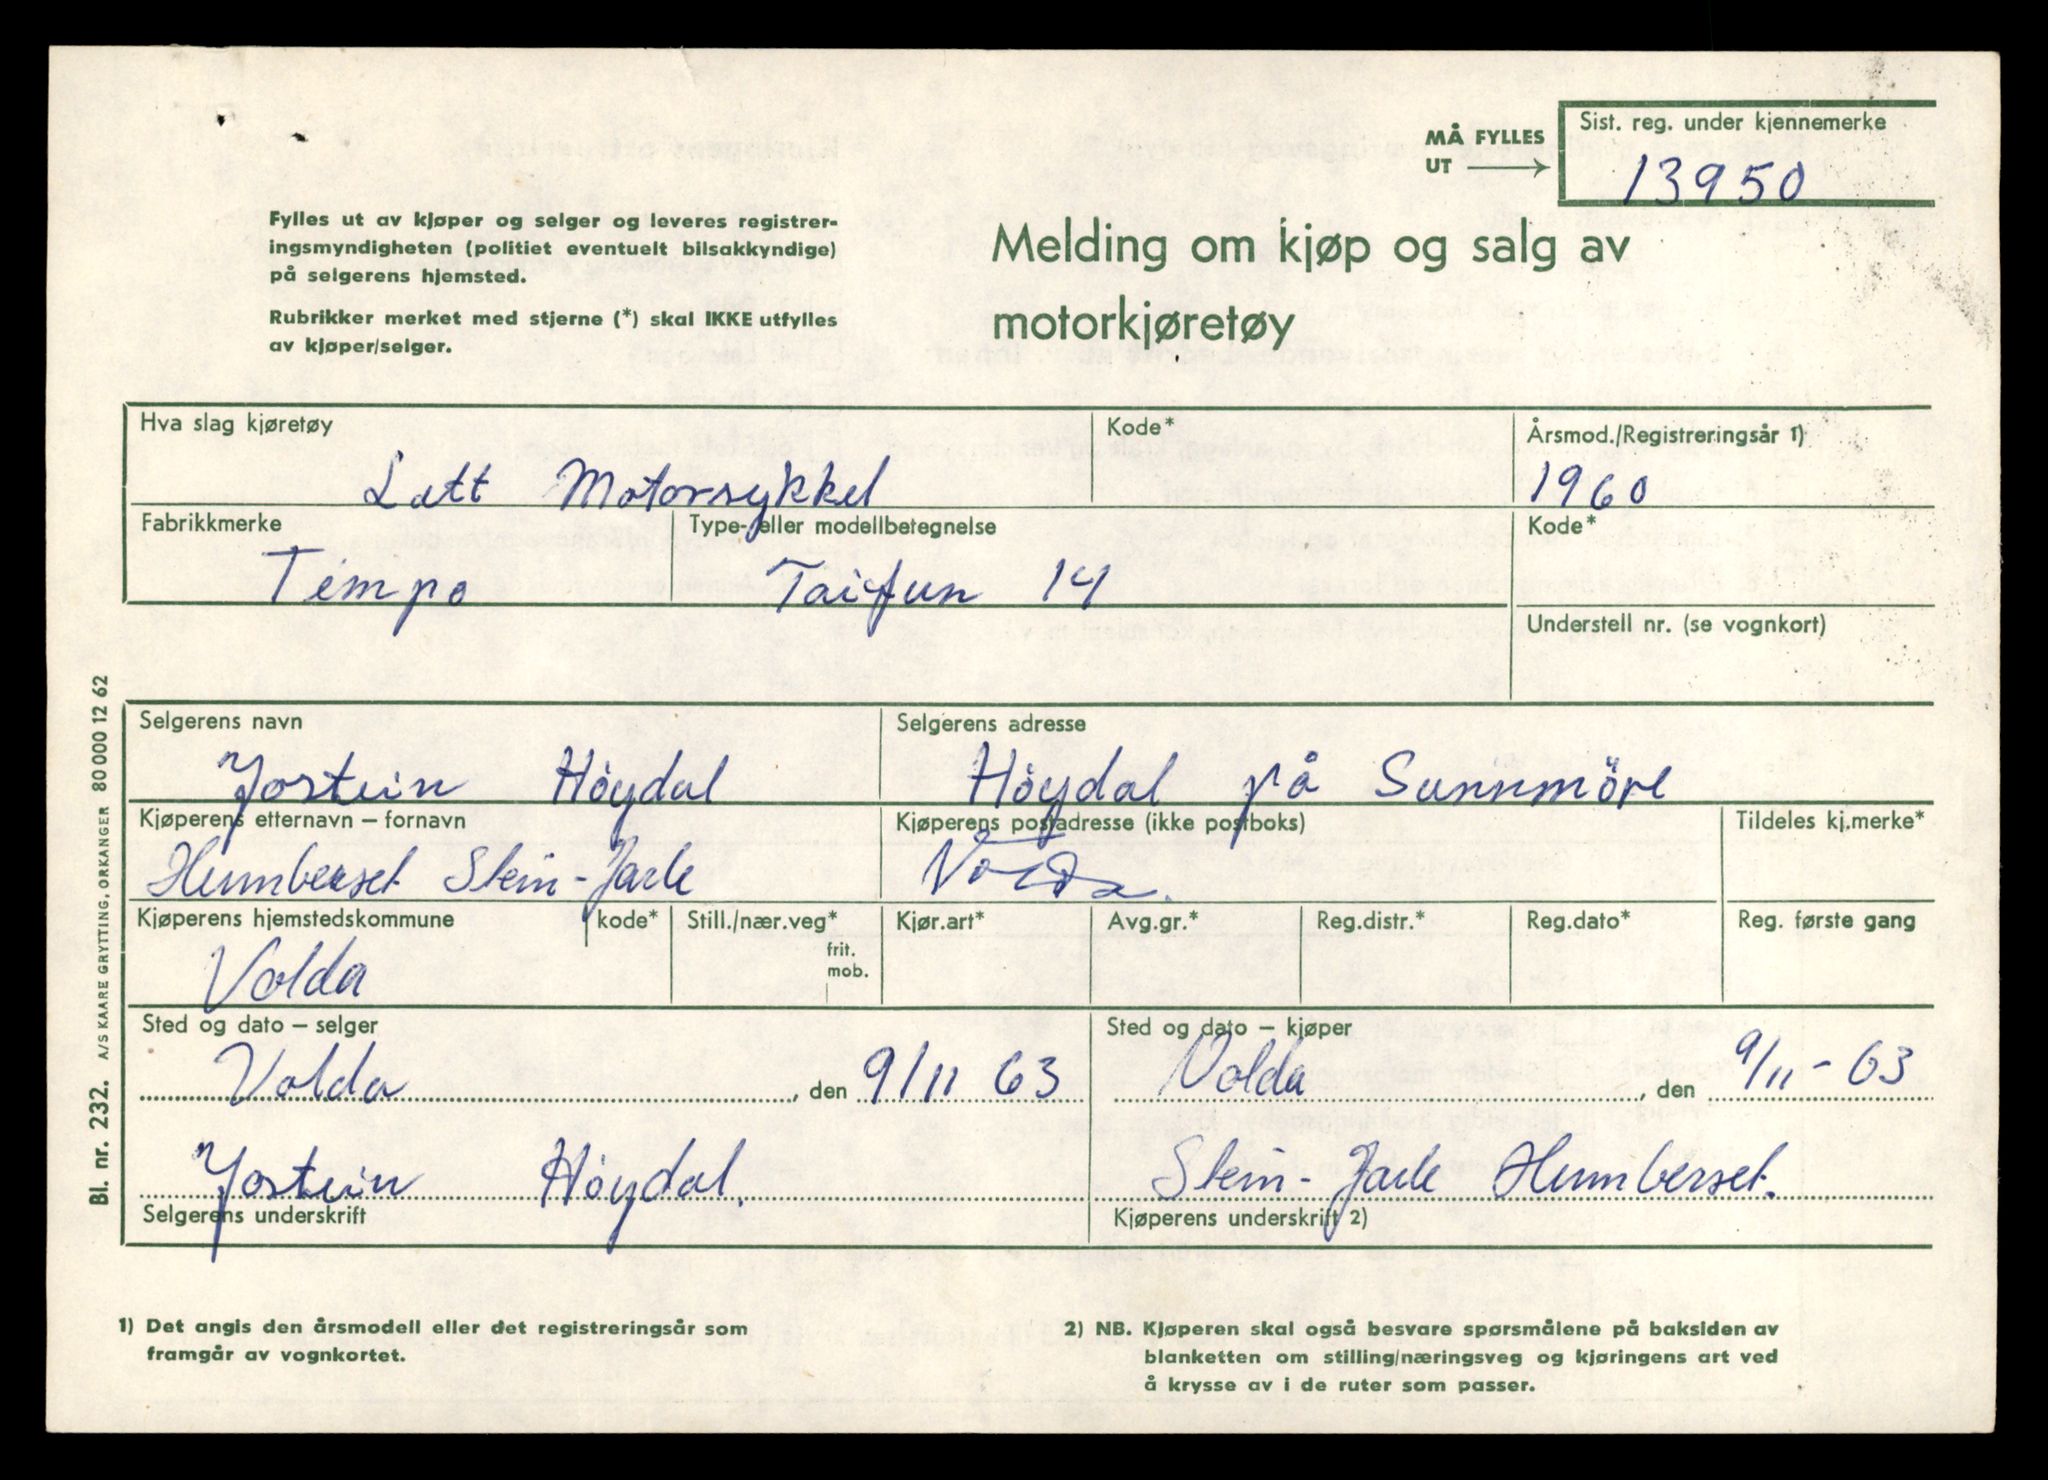 MÅ FYLLES
UT
Sist. reg. under kjennemerke
13950
Fylles ut av kjøper og selger og leveres registrer-
ingsmyndigheten (politiet eventuelt bilsakkyndige)
på selgerens hjemsted.
Rubrikker merket med stjerne (*) skal IKKE utfylles
av kjøper/selger.
Melding om kjøp og salg av
motorkjøretøy
Hva slag kjøretøy
Kode*
Årsmod./Registreringsår 1)
Lett Motorsykkel
1960
Fabrikkmerke
Type- eller modellbetegnelse
Kode*
Tempo
Taifun 14
Understell nr. (se vognkort)
Selgerens navn
Selgerens adresse
Jostein Höydal
Höydal på Sunnmöre
Kjøperens etternavn – fornavn
Kjøperens postadresse (ikke postboks)
Tildeles kj.merke*
Humberset Stein-Jarle
Volda.
Kjøperens hjemstedskommune
kode*
Still./nær.veg*
frit.
mob.
Kjør.art*
Avg.gr.*
Reg.distr.*
Reg.dato*
Reg. første gang
Volda
Sted og dato – selger
Sted og dato – kjøper
Volda , den 9/11 63
Volda , den 9/11-63
Jostein Höydal.
Stein-Jarle Humberset.
Selgerens underskrift
Kjøperens underskrift 2)
1) Det angis den årsmodell eller det registreringsår som
framgår av vognkortet.
2) NB. Kjøperen skal også besvare spørsmålene på baksiden av
blanketten om stilling/næringsveg og kjøringens art ved
å krysse av i de ruter som passer.
Bl. nr. 232. A/S KAARE GRYTTING, ORKANGER 80 000 12 62